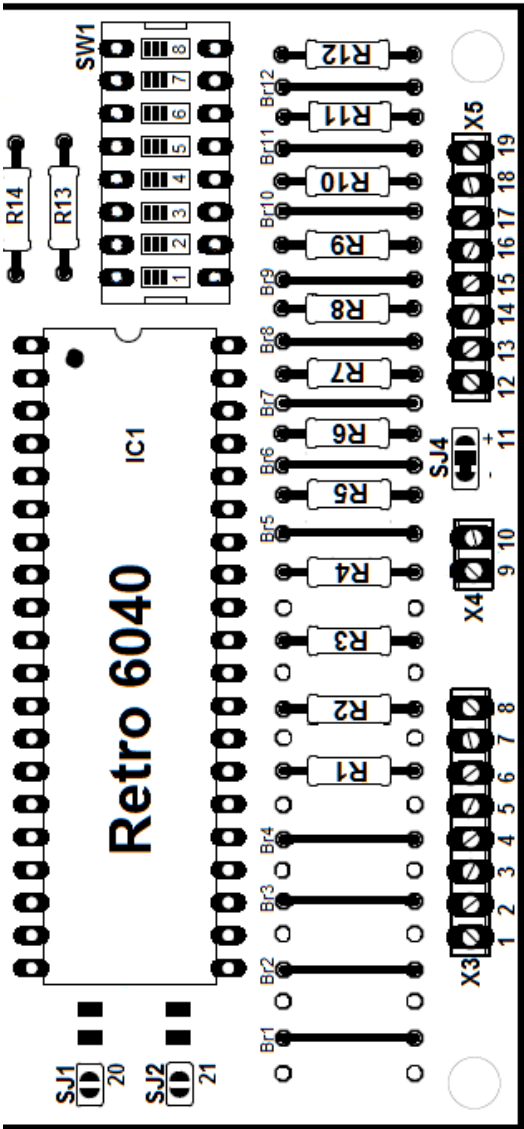 SW1
8
7
6
5
4
3
2
1
R14
R13
IC1
Retro 6040
SJ1
20
SJ2
21
R12
Br12
R11
Br11
R10
Br10
R9
Br9
R8
Br8
R7
Br7
R6
Br6
R5
Br5
R4
R3
R2
R1
Br4
Br3
Br2
Br1
X5
19
18
17
16
15
14
13
12
SJ4
+
-
11
X4
10
9
8
7
6
5
4
3
2
1
X3